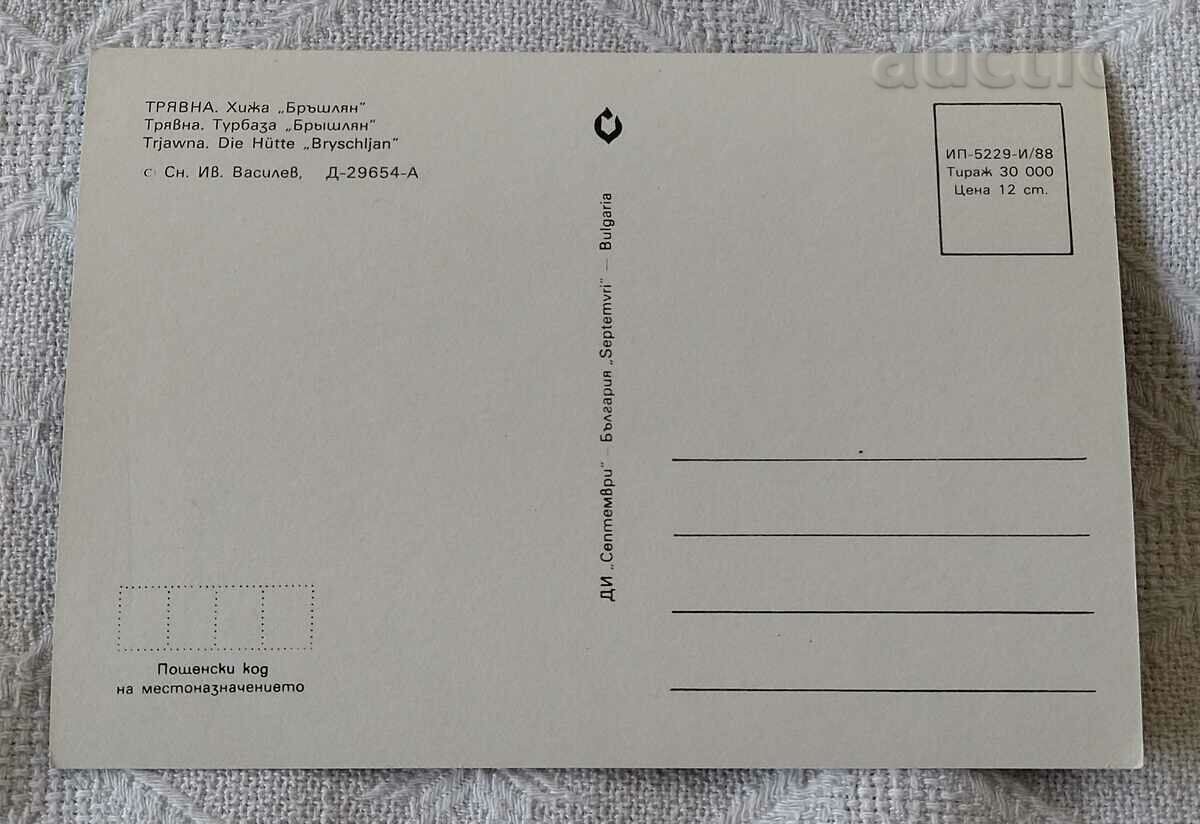 ТРЯВНА. Хижа „Бръшлян"
Трявна. Турбаза „Брышлян"
Trjawna. Die Hütte „Bryschljan"
С Сн. Ив. Василев, Д-29654-А
ДИ „Септември" – България „Septemvri" – Bulgaria
auctio
ИП-5229-И/88
Тираж 30 000
Цена 12 ст.
Пощенски код
на местоназначението